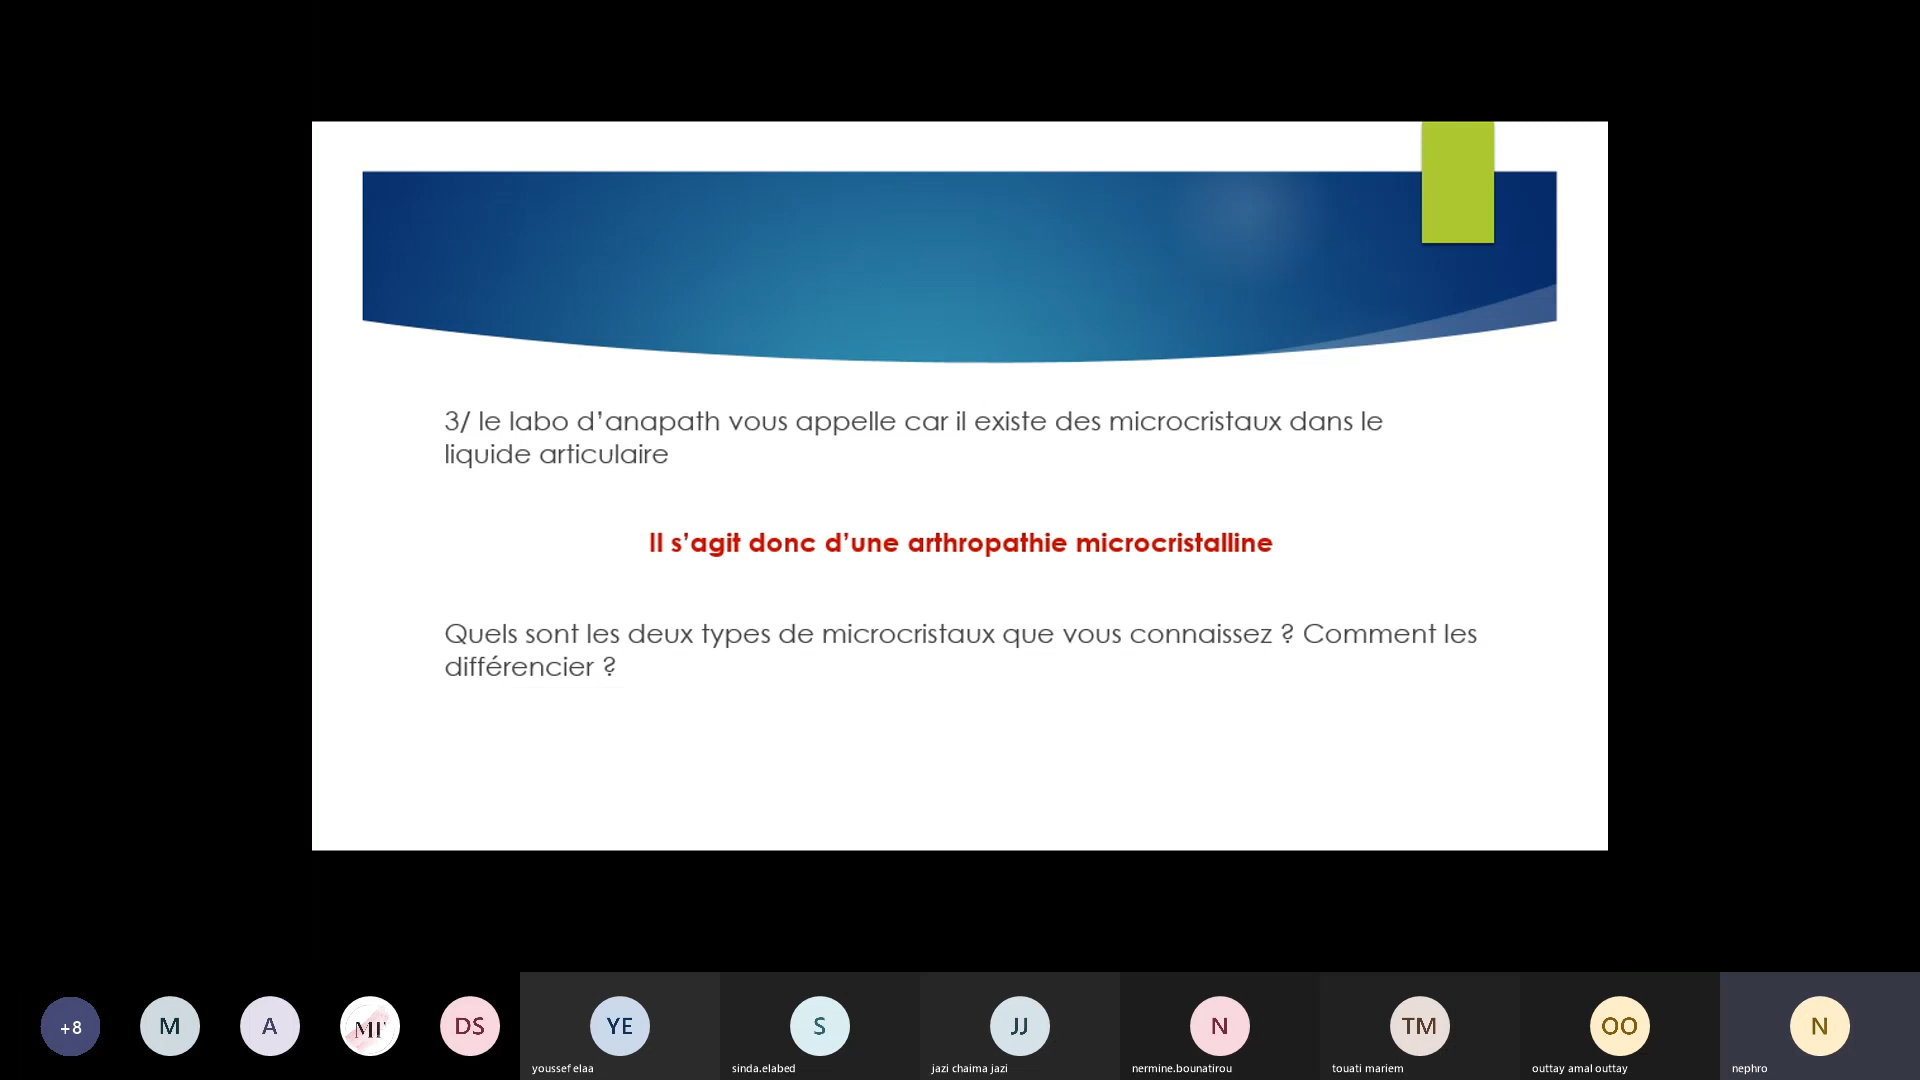 3/ le labo d’anapath vous appelle car il existe des microcristaux dans le
liquide articulaire
Il s’agit donc d’une arthropathie microcristalline
Quels sont les deux types de microcristaux que vous connaissez ? Comment les
différencier ?
+8
M
A
MF
DS
YE
S
JJ
N
TM
OO
N
youssef elaa
sinda.elabed
jazi chaima jazi
nermine.bounatirou
touati mariem
outtay amal outtay
nephro